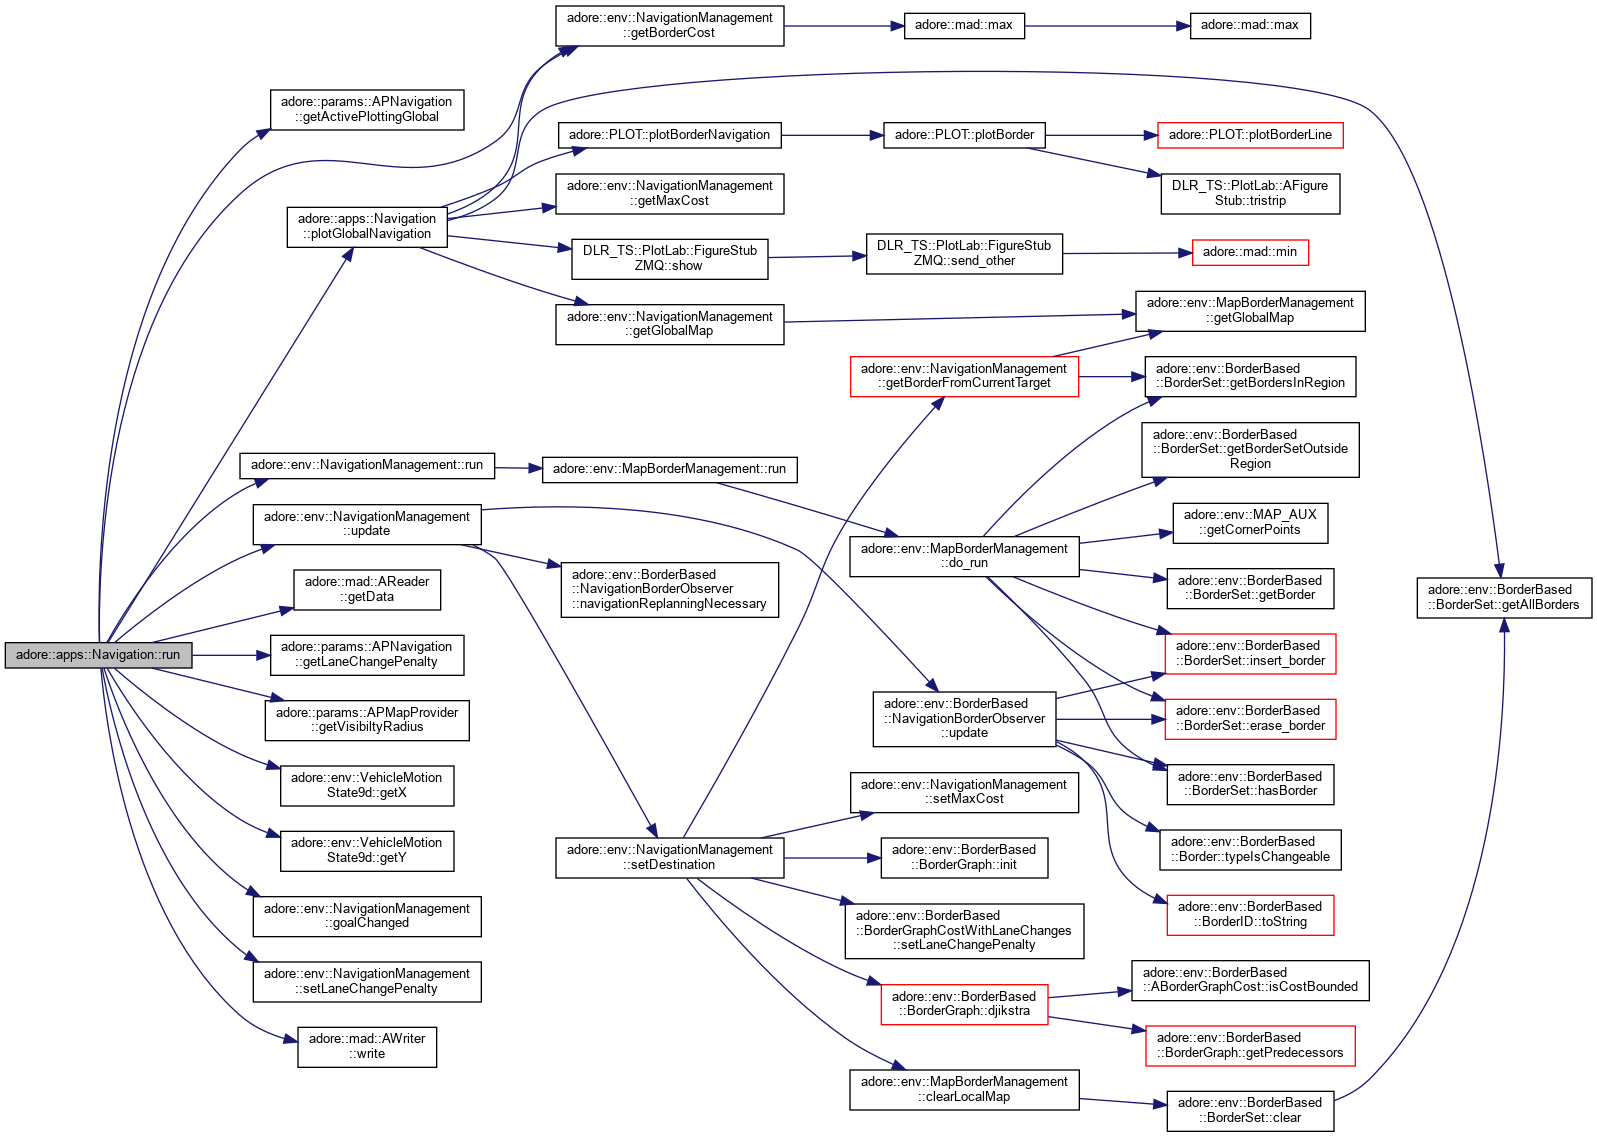 adore::apps::Navigation::run
adore::params::APNavigation
::getActivePlottingGlobal
adore::apps::Navigation
::plotGlobalNavigation
adore::env::NavigationManagement::run
adore::env::NavigationManagement
::update
adore::mad::AReader
::getData
adore::params::APNavigation
::getLaneChangePenalty
adore::params::APMapProvider
::getVisibiltyRadius
adore::env::VehicleMotion
State9d::getX
adore::env::VehicleMotion
State9d::getY
adore::env::NavigationManagement
::goalChanged
adore::env::NavigationManagement
::setLaneChangePenalty
adore::mad::AWriter
::write
adore::env::NavigationManagement
::getBorderCost
adore::PLOT::plotBorderNavigation
adore::env::NavigationManagement
::getMaxCost
DLR_TS::PlotLab::FigureStub
ZMQ::show
adore::env::NavigationManagement
::getGlobalMap
adore::env::MapBorderManagement::run
adore::env::BorderBased
::NavigationBorderObserver
::navigationReplanningNecessary
adore::env::NavigationManagement
::setDestination
adore::mad::max
adore::PLOT::plotBorder
DLR_TS::PlotLab::FigureStub
ZMQ::send_other
adore::env::NavigationManagement
::getBorderFromCurrentTarget
adore::env::MapBorderManagement
::do_run
adore::env::BorderBased
::NavigationBorderObserver
::update
adore::env::NavigationManagement
::setMaxCost
adore::env::BorderBased
::BorderGraph::init
adore::env::BorderBased
::BorderGraphCostWithLaneChanges
::setLaneChangePenalty
adore::env::BorderBased
::BorderGraph::djikstra
adore::env::MapBorderManagement
::clearLocalMap
adore::mad::max
adore::PLOT::plotBorderLine
DLR_TS::PlotLab::AFigure
Stub::tristrip
adore::mad::min
adore::env::MapBorderManagement
::getGlobalMap
adore::env::BorderBased
::BorderSet::getBordersInRegion
adore::env::BorderBased
::BorderSet::getBorderSetOutside
Region
adore::env::MAP_AUX
::getCornerPoints
adore::env::BorderBased
::BorderSet::getBorder
adore::env::BorderBased
::BorderSet::insert_border
adore::env::BorderBased
::BorderSet::erase_border
adore::env::BorderBased
::BorderSet::hasBorder
adore::env::BorderBased
::Border::typeIsChangeable
adore::env::BorderBased
::BorderID::toString
adore::env::BorderBased
::ABorderGraphCost::isCostBounded
adore::env::BorderBased
::BorderGraph::getPredecessors
adore::env::BorderBased
::BorderSet::clear
adore::env::BorderBased
::BorderSet::getAllBorders